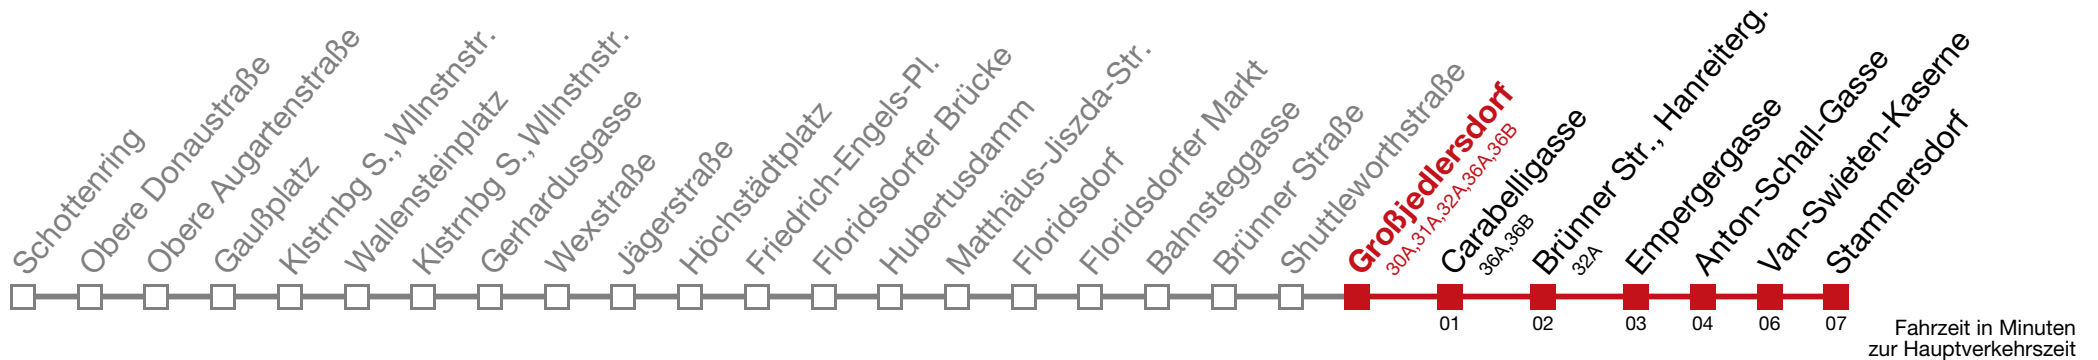 Schottenring
Obere Donaustraße
Obere Augartenstraße
Gaußplatz
Klstrnbg S., Wllnstnstr.
Wallensteinplatz
Klstrnbg S., Wllnstnstr.
Gerhardusgasse
Wexstraße
Jägerstraße
Höchstädtplatz
Friedrich-Engels-Pl.
Floridsdorfer Brücke
Hubertusdamm
Matthäus-Jiszda-Str.
Floridsdorf
Floridsdorfer Markt
Bahnsteggasse
Brünner Straße
Shuttleworthstraße
Großjedlersdorf
30A,31A,32A,36A,36B
Carabelligasse
36A,36B
Brünner Str., Hanreiterg.
32A
Empergergasse
Anton-Schall-Gasse
Van-Swieten-Kaserne
Stammersdorf
01
02
03
04
06
07
Fahrzeit in Minuten
zur Hauptverkehrszeit